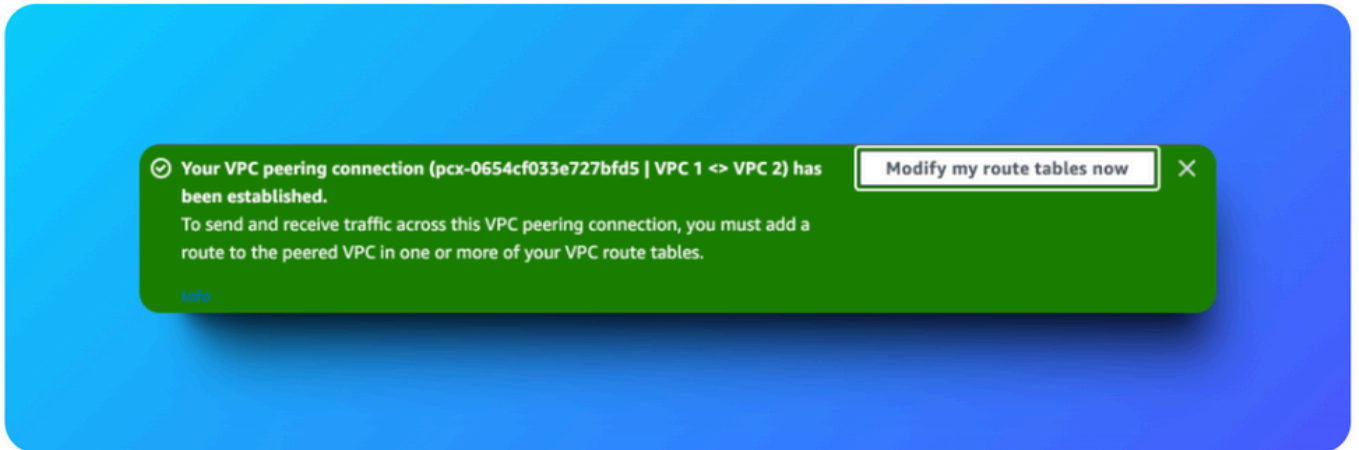 Your VPC peering connection (pcx-0654cf033e727bfd5 | VPC 1 <> VPC 2) has
been established.
To send and receive traffic across this VPC peering connection, you must add a
route to the peered VPC in one or more of your VPC route tables.
Info
Modify my route tables now